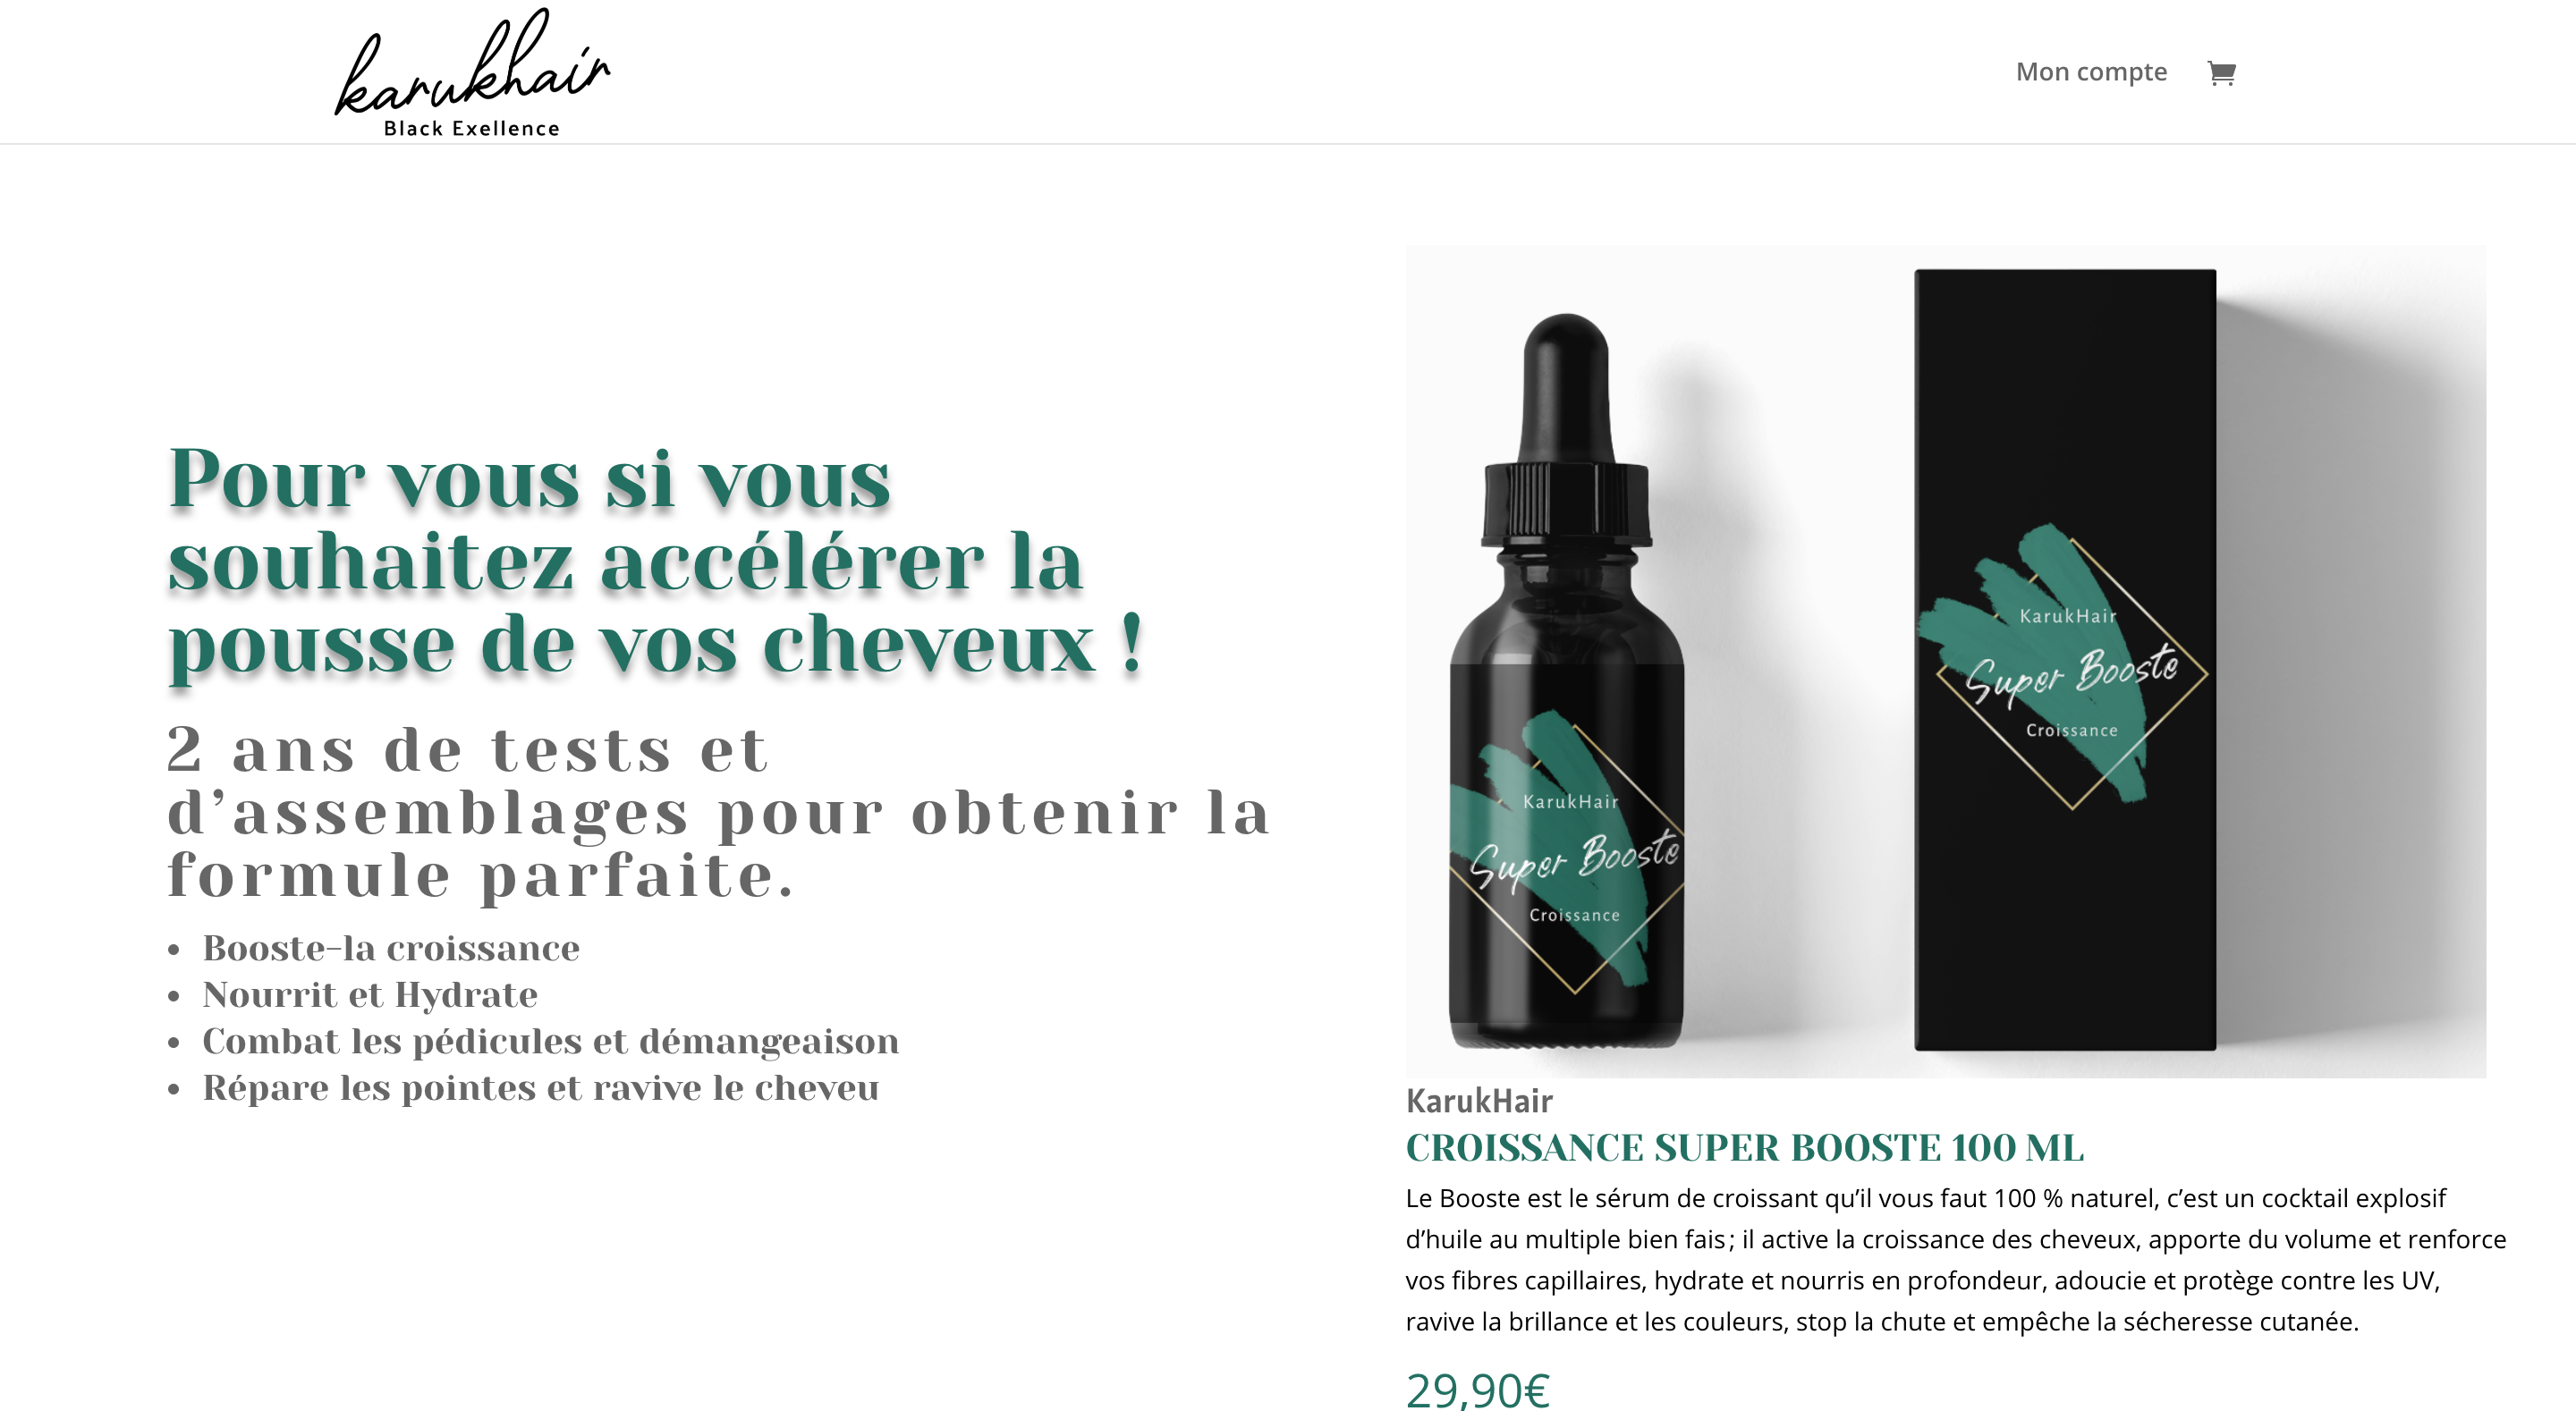 karukhair
Black Exellence
Mon compte
Pour vous si vous
souhaitez accélérer la
pousse de vos cheveux !
2 ans de tests et
d’assemblages pour obtenir la
formule parfaite.
• Booste-la croissance
• Nourrit et Hydrate
• Combat les pédicules et démangeaison
• Répare les pointes et ravive le cheveu
KarukHair
Super Booste
Croissance
KarukHair
Super Booste
Croissance
KarukHair
CROISSANCE SUPER BOOSTE 100 ML
Le Booste est le sérum de croissant qu’il vous faut 100 % naturel, c’est un cocktail explosif
d’huile au multiple bien fais ; il active la croissance des cheveux, apporte du volume et renforce
vos fibres capillaires, hydrate et nourris en profondeur, adoucie et protège contre les UV,
ravive la brillance et les couleurs, stop la chute et empêche la sécheresse cutanée.
29,90€